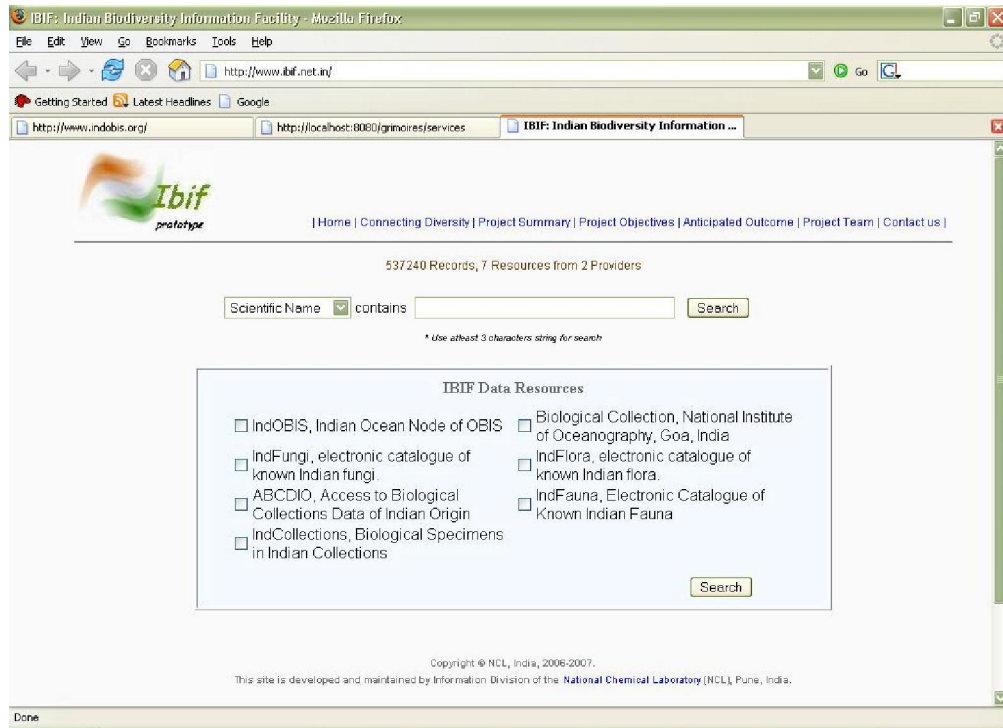 IBIF: Indian Biodiversity Information Facility - Mozilla Firefox
File Edit View Go Bookmarks Tools Help
http://www.ibif.net.in/ Go G
Getting Started Latest Headlines Google
http://www.indobis.org/ http://localhost:8080/grimoires/services IBIF: Indian Biodiversity Information ...
Ibif
prototype
| Home | Connecting Diversity | Project Summary | Project Objectives | Anticipated Outcome | Project Team | Contact us |
537240 Records, 7 Resources from 2 Providers
Scientific Name contains Search
* Use atleast 3 characters string for search
IBIF Data Resources
IndOBIS, Indian Ocean Node of OBIS
Biological Collection, National Institute
of Oceanography, Goa, India
IndFungi, electronic catalogue of
known Indian fungi.
IndFlora, electronic catalogue of
known Indian flora.
ABCDIO, Access to Biological
Collections Data of Indian Origin
IndFauna, Electronic Catalogue of
Known Indian Fauna
IndCollections, Biological Specimens
in Indian Collections
Search
Copyright © NCL, India, 2006-2007.
This site is developed and maintained by Information Division of the National Chemical Laboratory (NCL), Pune, India.
Done